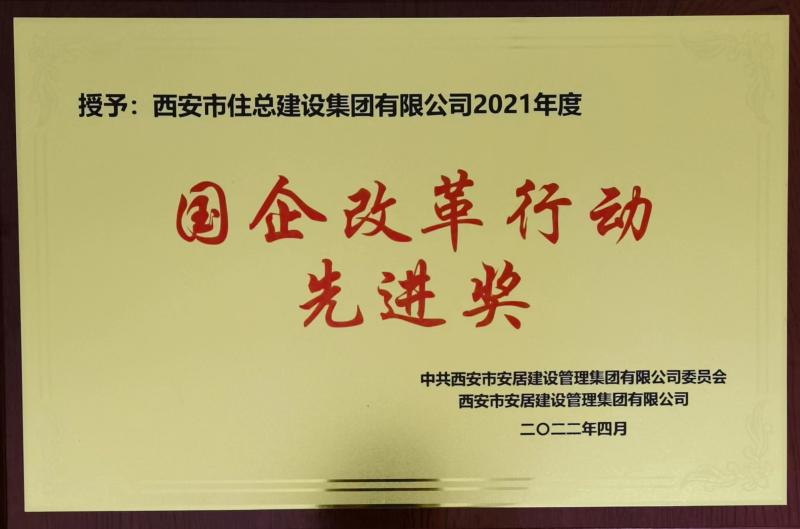 授予：西安市住总建设集团有限公司2021年度
国企改革行动
先进奖
中共西安市安居建设管理集团有限公司委员会
西安市安居建设管理集团有限公司
二〇二二年四月